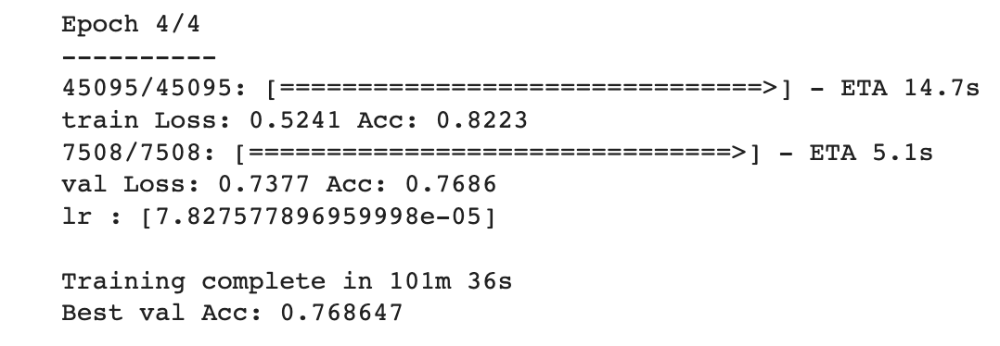 Epoch 4/4
----------
45095/45095: [===============================>] - ETA 14.7s
train Loss: 0.5241 Acc: 0.8223
7508/7508: [===============================>] - ETA 5.1s
val Loss: 0.7377 Acc: 0.7686
lr : [7.827577896959998e-05]
Training complete in 101m 36s
Best val Acc: 0.768647